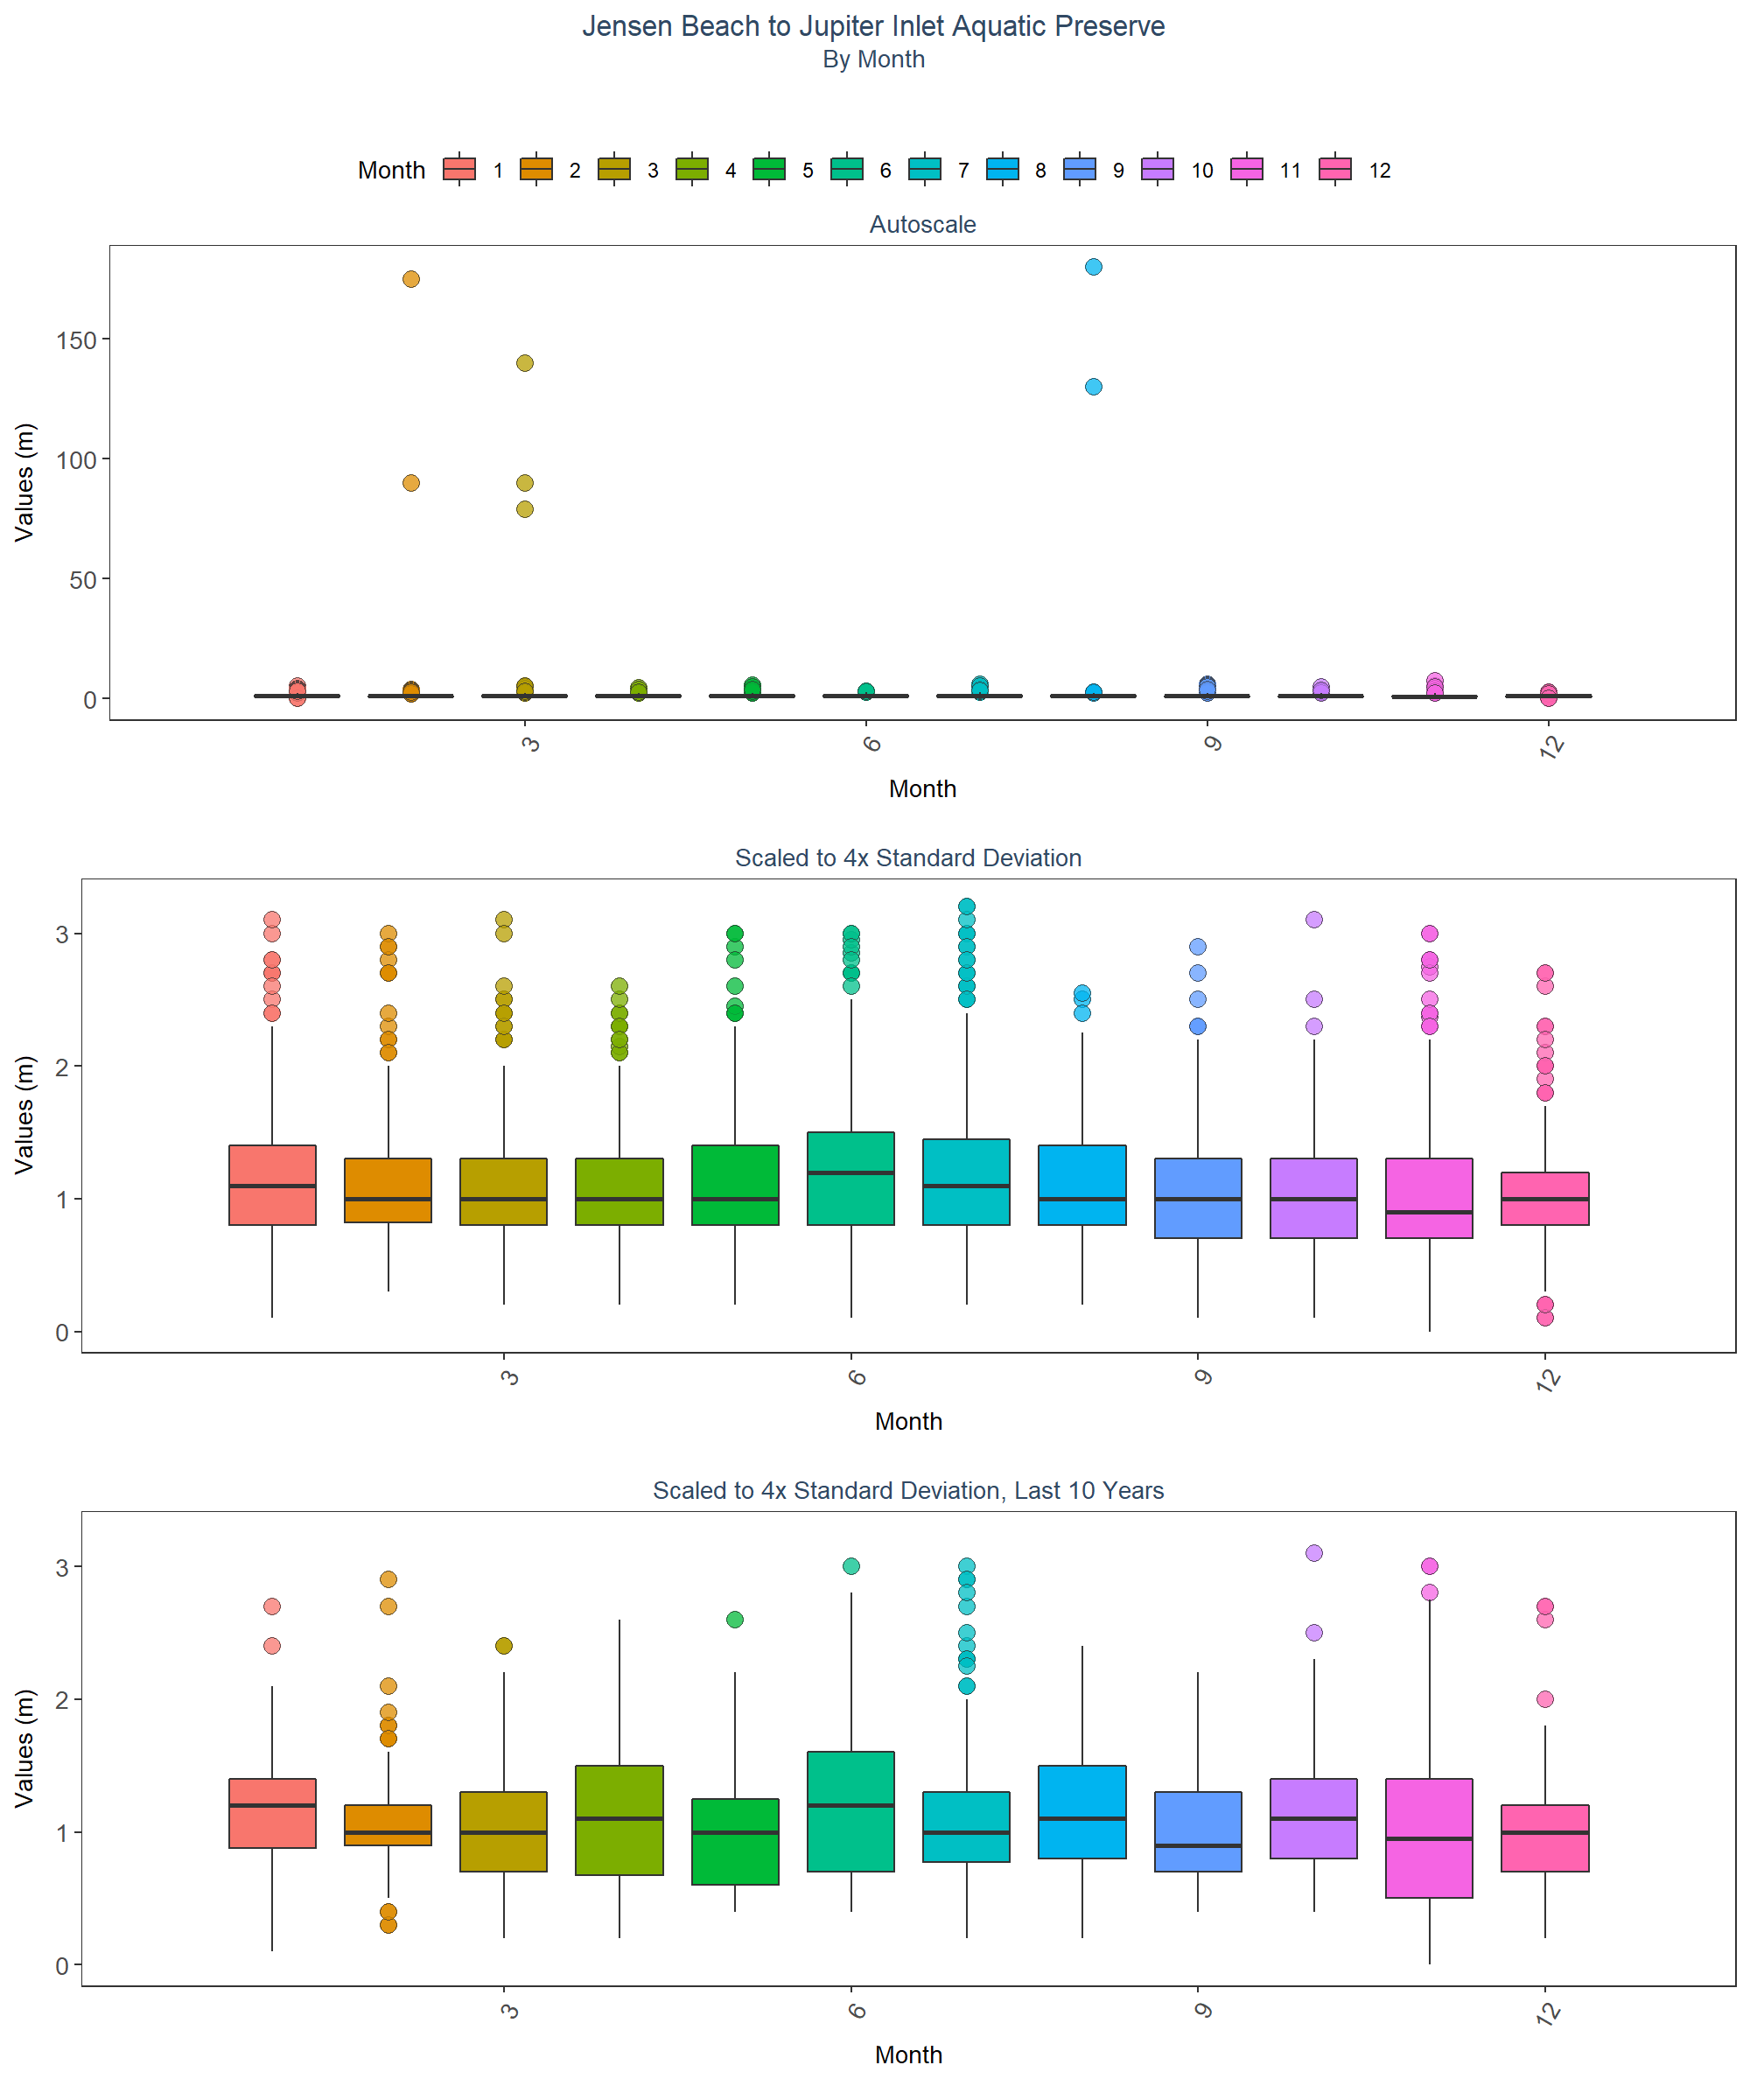 Jensen Beach to Jupiter Inlet Aquatic Preserve
By Month
Month 1 2 3 4 5 6 7 8 9 10 11 12
Autoscale
Values (m)
150
100
50
0
3 6 9 12
Month
Scaled to 4x Standard Deviation
Values (m)
3
2
1
0
3 6 9 12
Month
Scaled to 4x Standard Deviation, Last 10 Years
Values (m)
3
2
1
0
3 6 9 12
Month